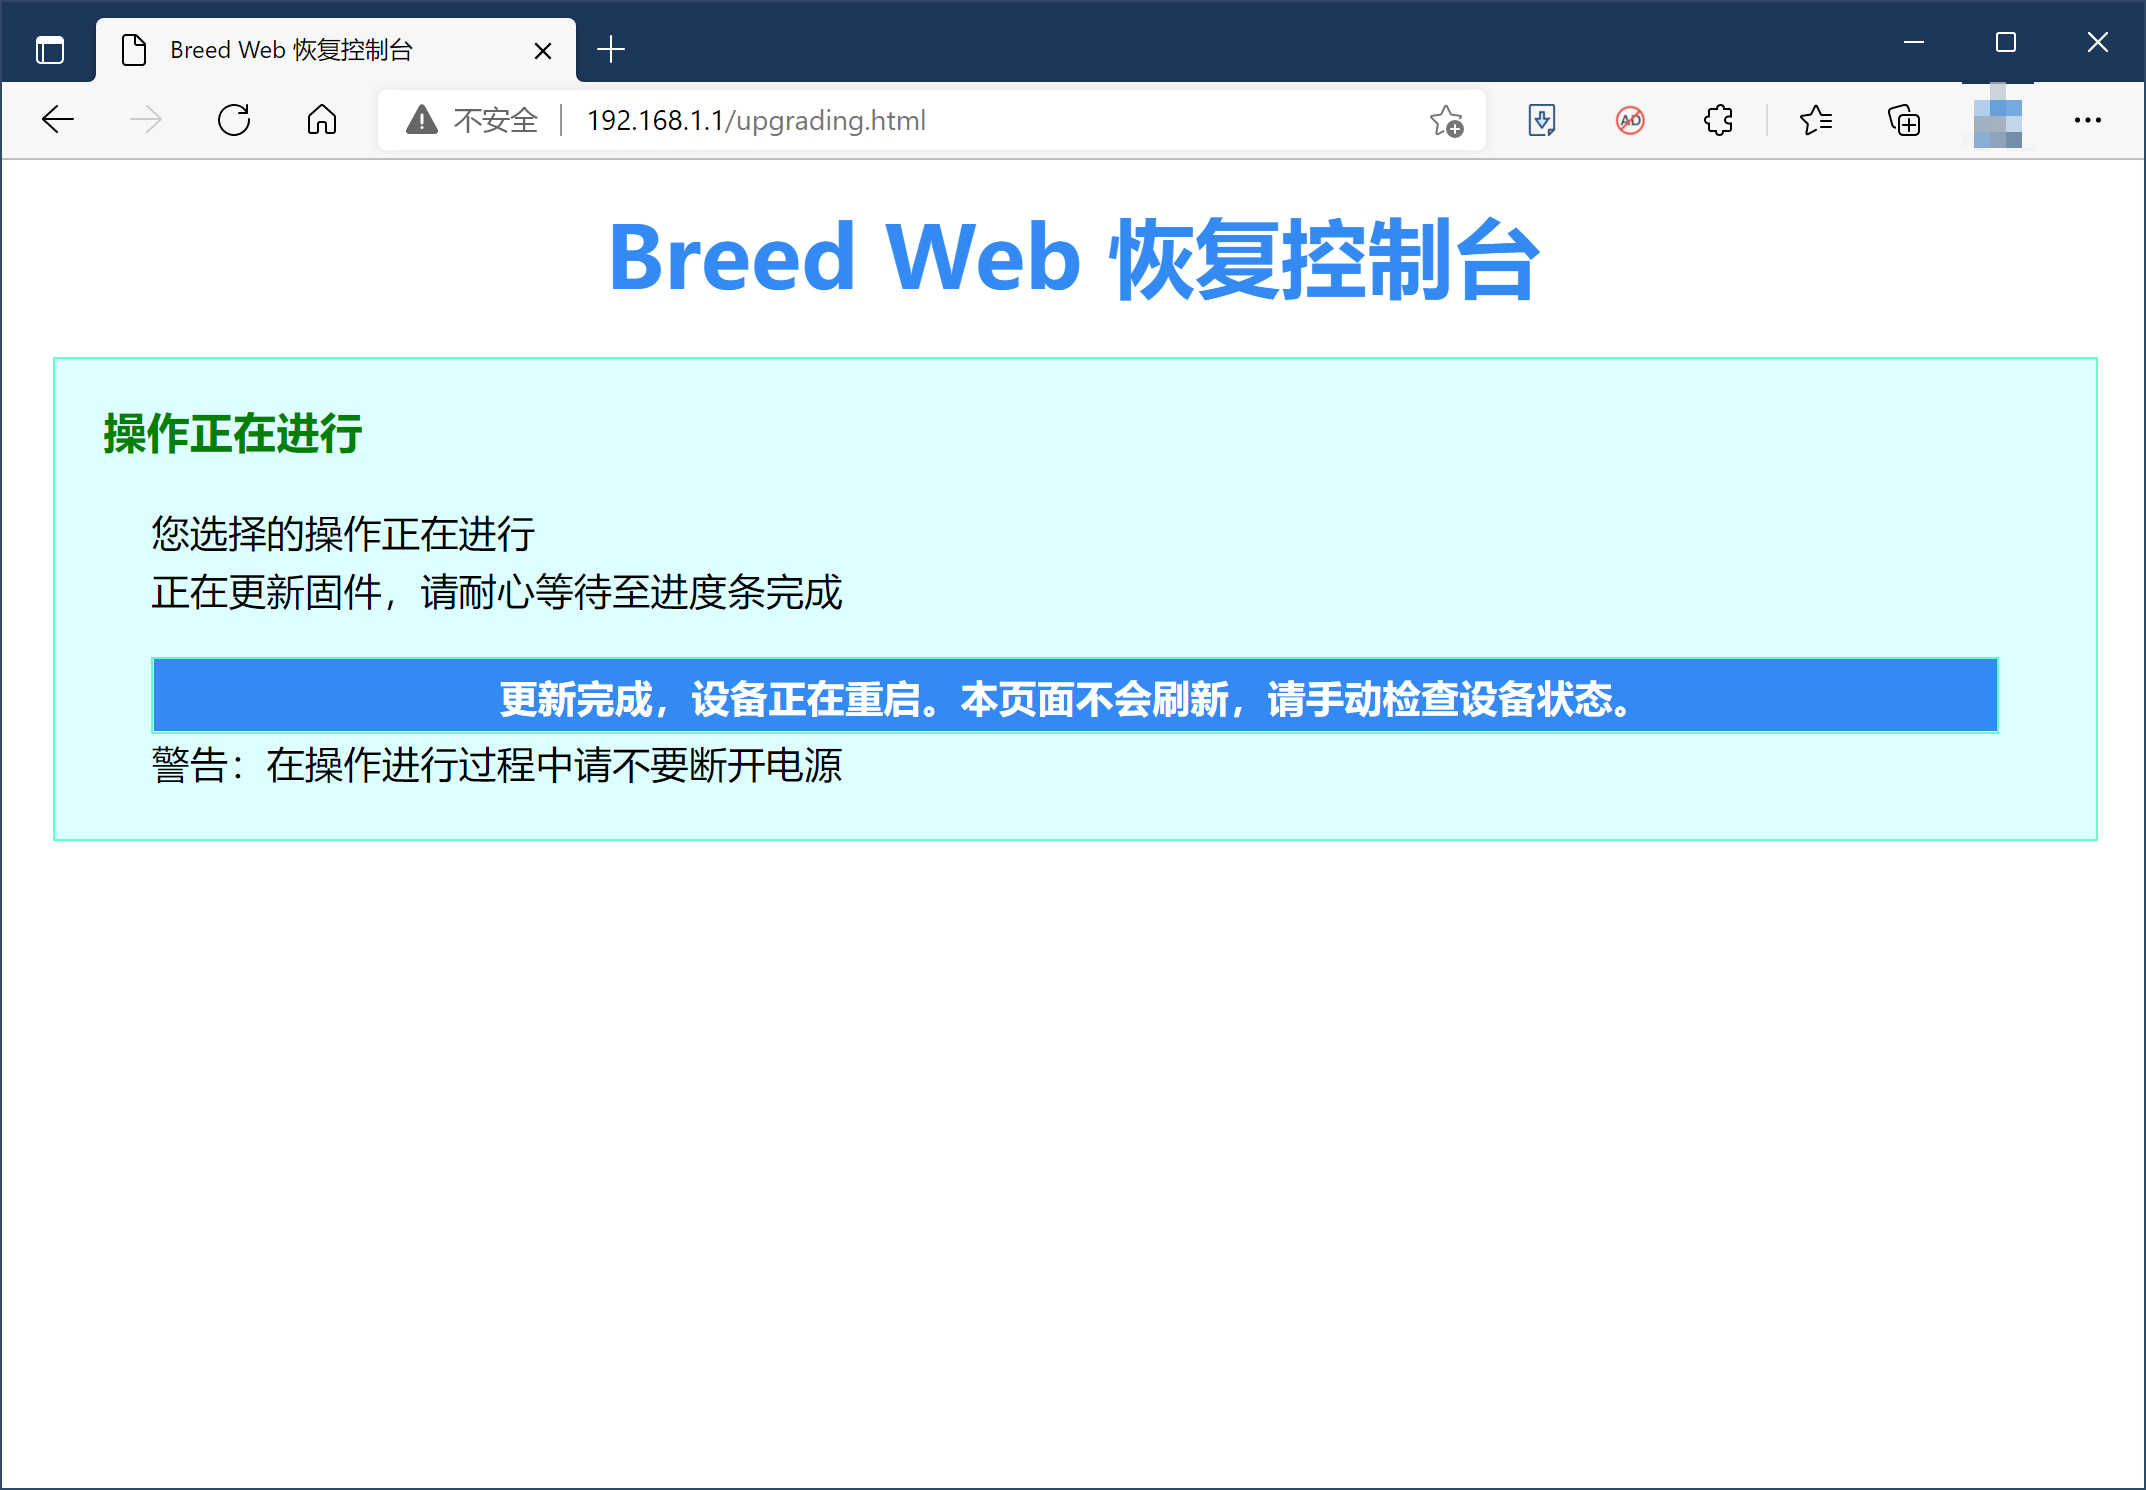 Breed Web 恢复控制台
不安全
192.168.1.1/upgrading.html
AD
Breed Web 恢复控制台
操作正在进行
您选择的操作正在进行
正在更新固件，请耐心等待至进度条完成
更新完成，设备正在重启。本页面不会刷新，请手动检查设备状态。
警告：在操作进行过程中请不要断开电源